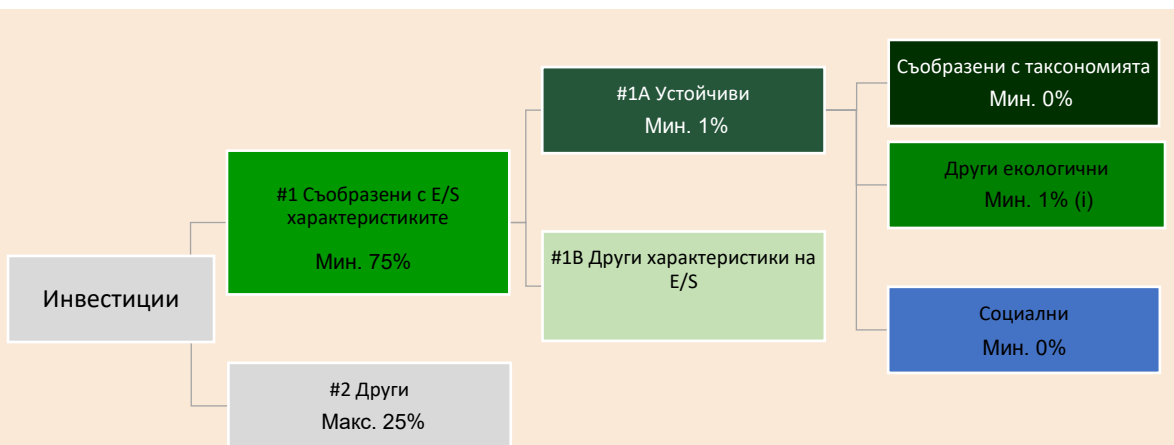 Инвестиции
#1 Съобразени с E/S
характеристиките
Мин. 75%
#2 Други
Макс. 25%
#1A Устойчиви
Мин. 1%
#1B Други характеристики на
E/S
Съобразени с таксономията
Мин. 0%
Други екологични
Мин. 1% (i)
Социални
Мин. 0%